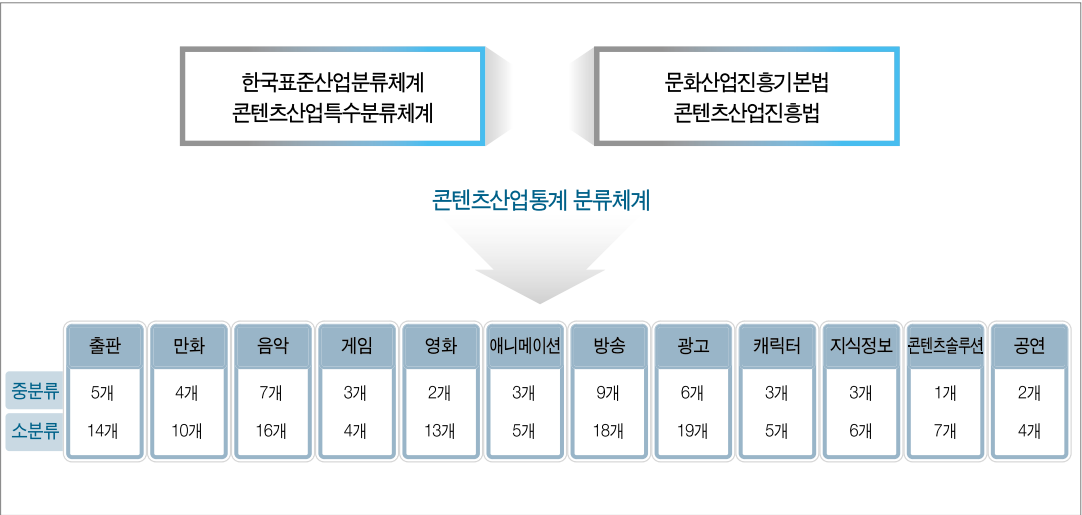 한국표준산업분류체계
콘텐츠산업특수분류체계
문화산업진흥기본법
콘텐츠산업진흥법
콘텐츠산업통계 분류체계
출판 만화 음악 게임 영화 애니메이션 방송 광고 캐릭터 지식정보 콘텐츠솔루션 공연
중분류 5개 4개 7개 3개 2개 3개 9개 6개 3개 3개 1개 2개
소분류 14개 10개 16개 4개 13개 5개 18개 19개 5개 6개 7개 4개